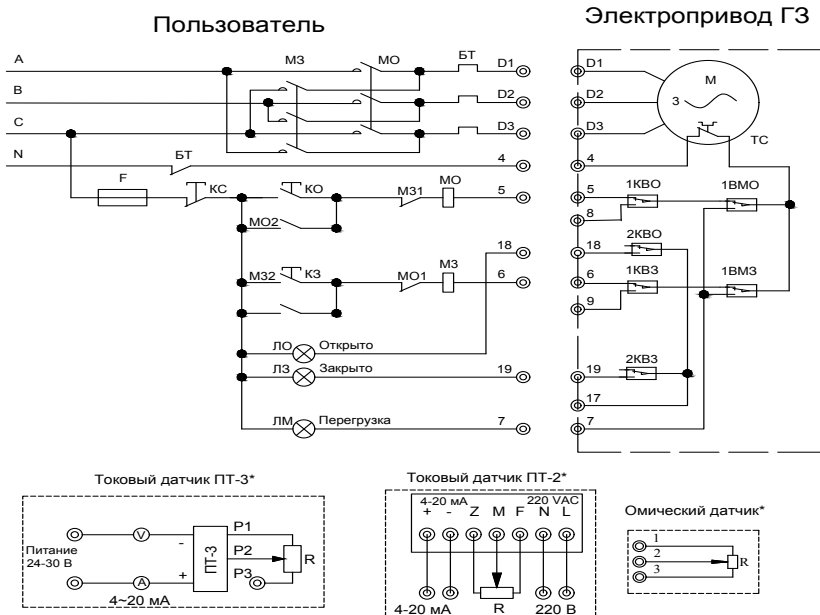 Пользователь
Электропривод ГЗ
A
МЗ
МО
БТ
D1
D1
М
3
B
D2
D2
C
D3
D3
ТС
N
БТ
4
4
F
КС
КО
МЗ1
МО
5
5
1КВО
1ВМО
МО2
8
18
18
2КВО
МЗ2
КЗ
МО1
МЗ
6
6
1КВЗ
1ВМЗ
9
ЛО
Открыто
ЛЗ
Закрыто
19
19
2КВЗ
17
ЛМ
Перегрузка
7
7
Токовый датчик ПТ-3*
Питание
24-30 В
V
-
ПТ-3
P1
P2
P3
R
A
+
4~20 мА
Токовый датчик ПТ-2*
4-20 мА
220 VAC
+ - Z M F N L
4-20 мА
R
220 В
Омический датчик*
1
2
3
R